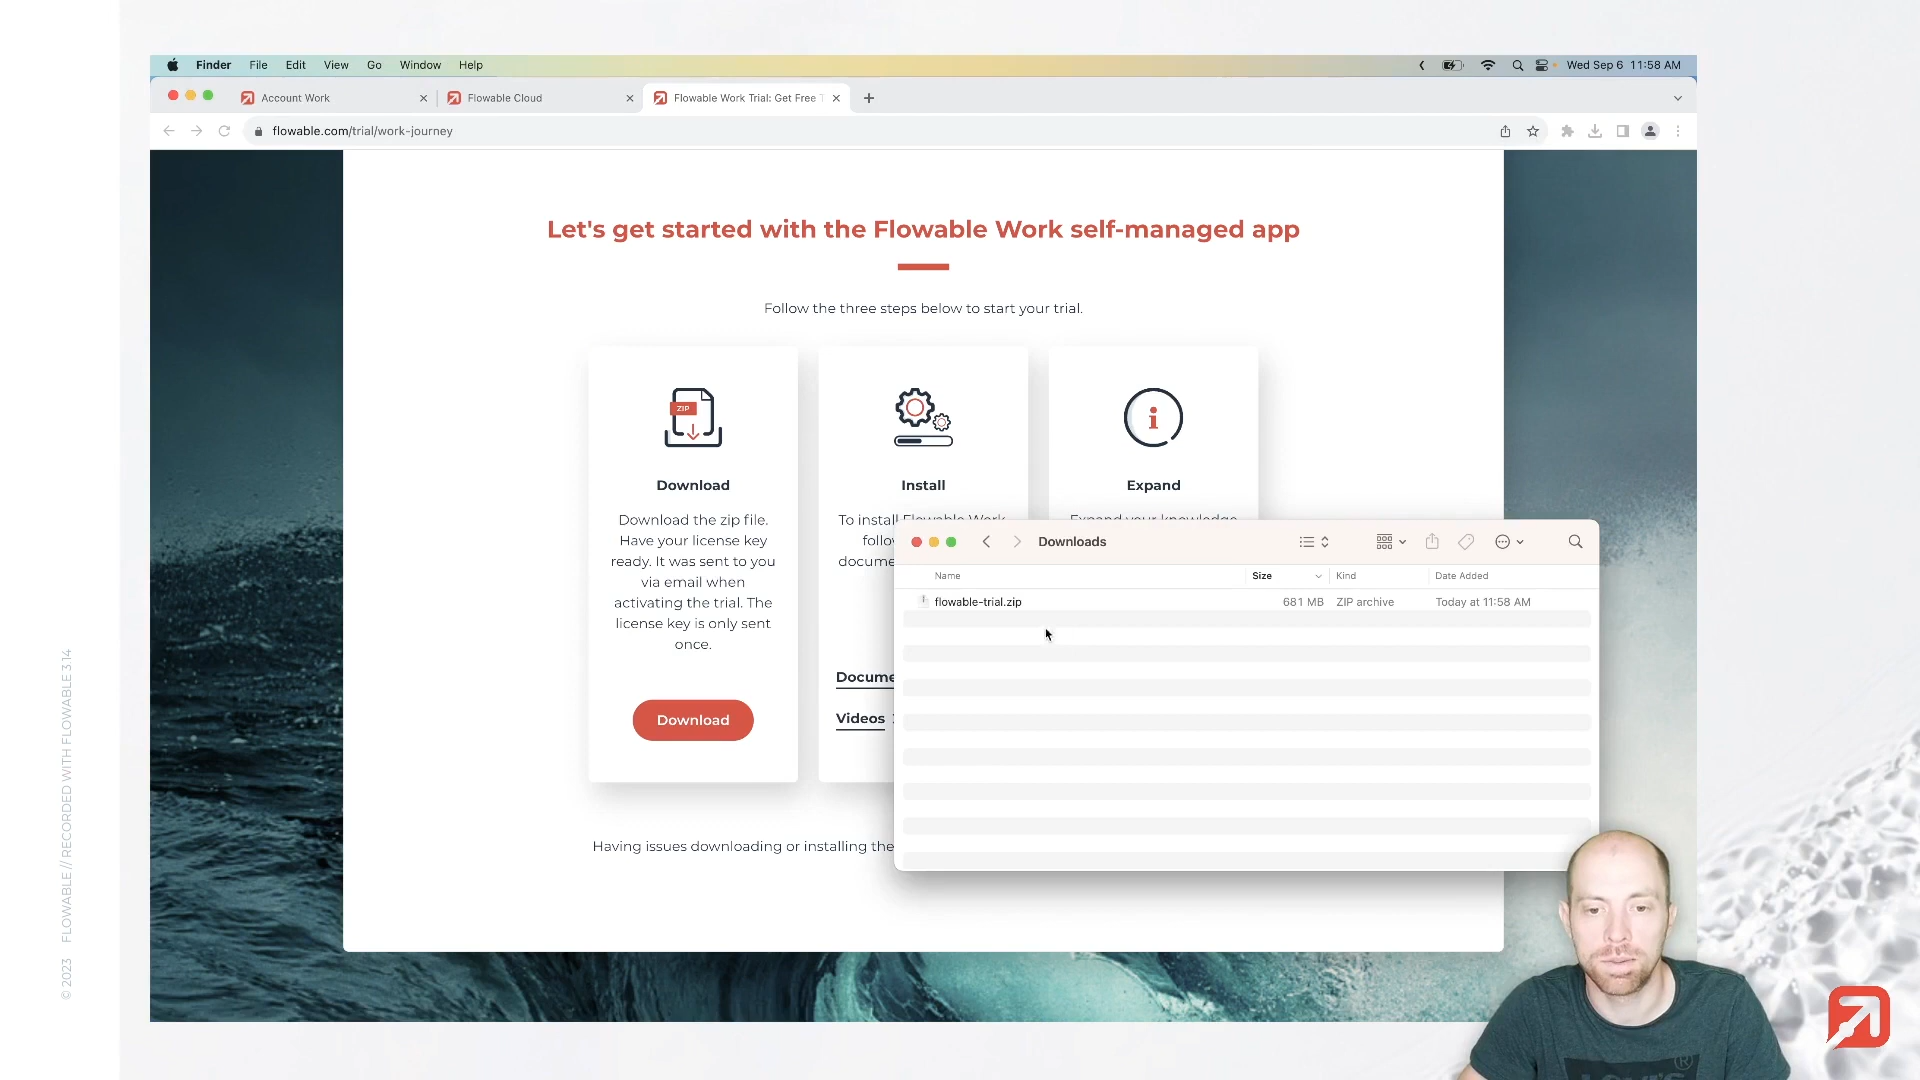 Finder File Edit View Go Window Help
Wed Sep 6 11:58 AM
Account Work
Flowable Cloud
Flowable Work Trial: Get Free
flowable.com/trial/work-journey
Let's get started with the Flowable Work self-managed app
Follow the three steps below to start your trial.
ZIP
Download
Download the zip file.
Have your license key
ready. It was sent to you
via email when
activating the trial. The
license key is only sent
once.
Download
Install
To install Flowable Work
follo
docume
Docume
Videos
Expand
Expand your knowledge
Downloads
Name Size Kind Date Added
flowable-trial.zip 681 MB ZIP archive Today at 11:58 AM
Having issues downloading or installing the
© 2023 FLOWABLE // RECORDED WITH FLOWABLE 3.14